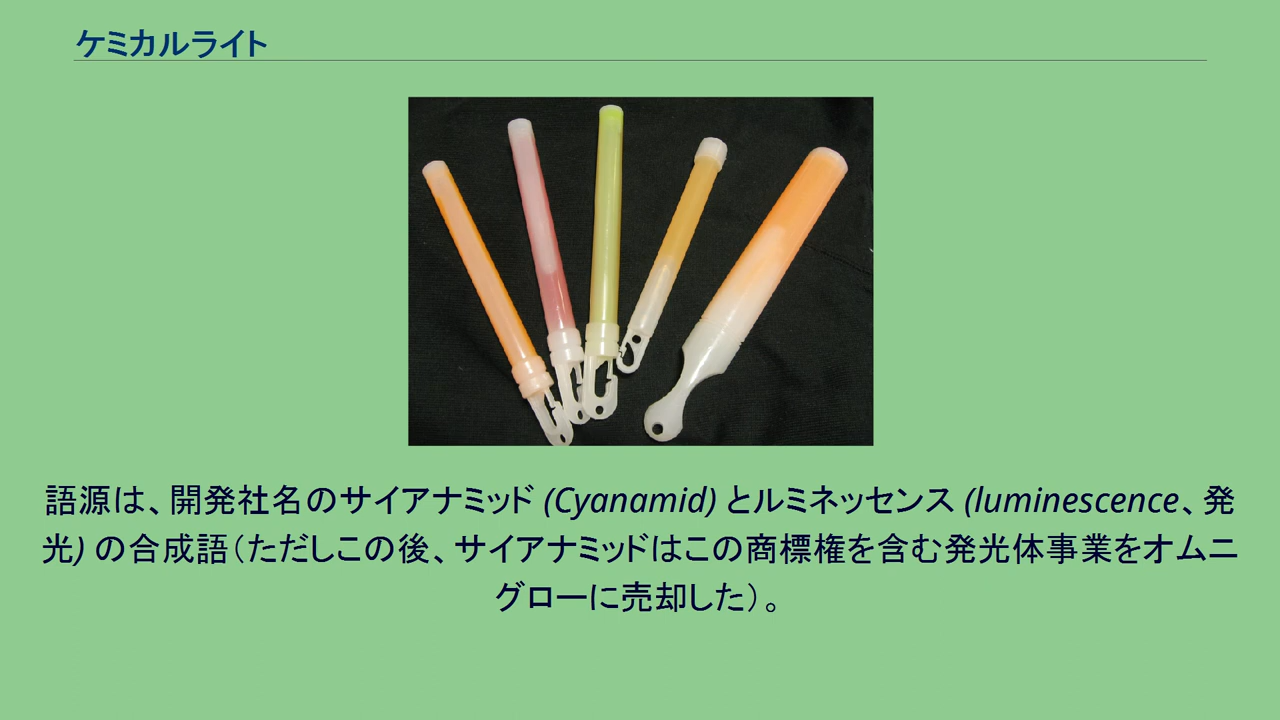 ケミカルライト
語源は、開発社名のサイアナミッド (Cyanamid) とルミネッセンス (luminescence、発
光) の合成語（ただしこの後、サイアナミッドはこの商標権を含む発光体事業をオムニ
グローに売却した）。